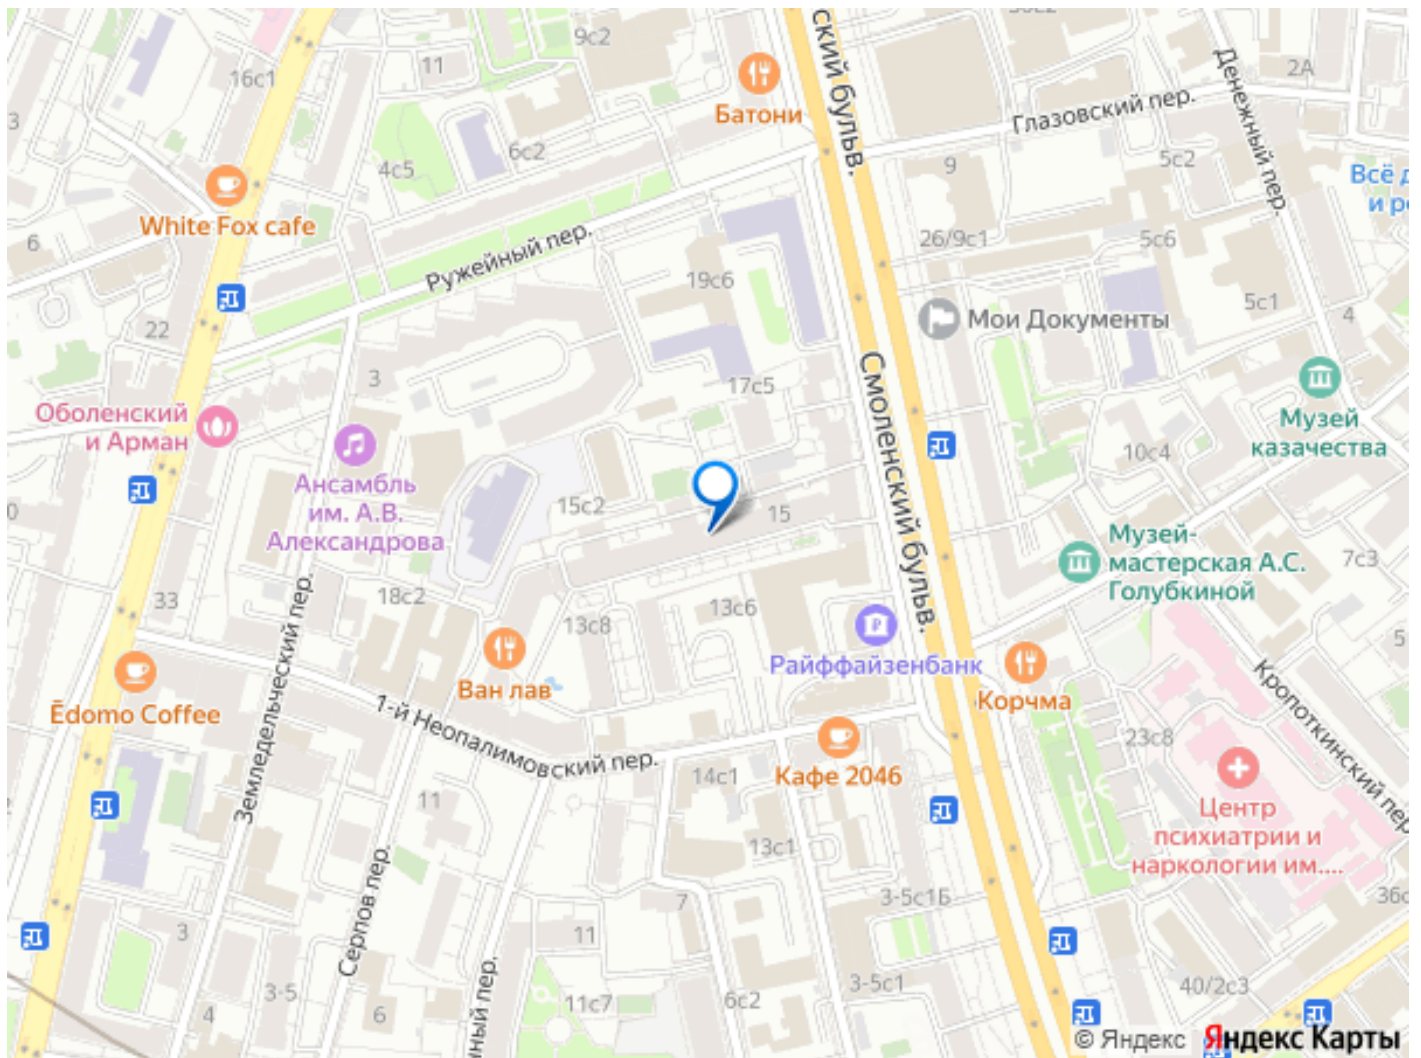 9с2
11
16с1
3
Батони
ский бульв.
Глазовский пер.
Денежный пер.
2А
4с5
6с2
9
5с2
Всё д
и р
White Fox cafe
6
Ружейный пер.
26/9с1
5с6
19с6
5с1
4
22
Мои Документы
3
17с5
Смоленский бульв.
Музей
казачества
Оболенский
и Арман
10с4
Ансамбль
им. А.В.
Александрова
15с2
15
Музей-
мастерская А.С.
Голубкиной
7с3
33
18с2
13с8
13с6
Земледельческий пер.
Ван лав
Райффайзенбанк
Корчма
5
Кропоткинский пер
Ēdomo Coffee
1-й Неопалимовский пер.
Кафе 2046
14с1
23с8
11
Центр
психиатрии и
наркологии им....
13с1
Серпов пер.
7
3-5с1Б
36с
3
11
3-5
4
6
нный пер.
11с7
6с2
3-5с1
40/2с3
© Яндекс Яндекс Карты